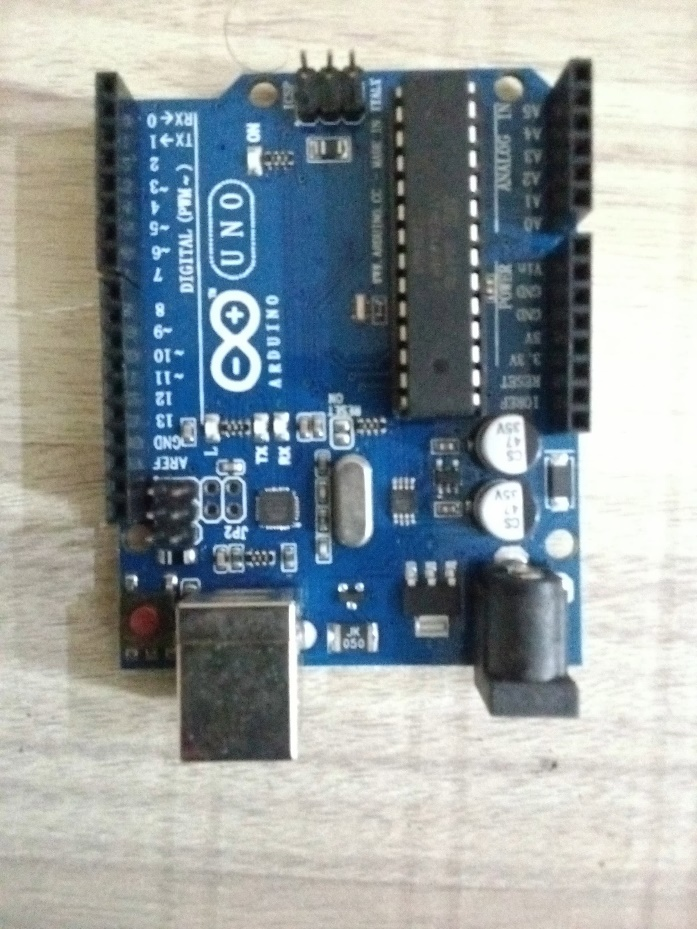 ICSP
WWW.ARDUINO.CC - MADE IN ITALY
RX←0
TX→1
2
~3
4
~5
~6
7
DIGITAL (PWM~)
8
~9
~10
~11
12
13
GND
AREF
ON
UNO
ARDUINO
L
TX
RX
RESET
JP2
ANALOG IN
A5
A4
A3
A2
A1
A0
POWER
Vin
GND
GND
5V
3.3V
RESET
IOREF
CS
47
35V
CS
47
35V
JK
050